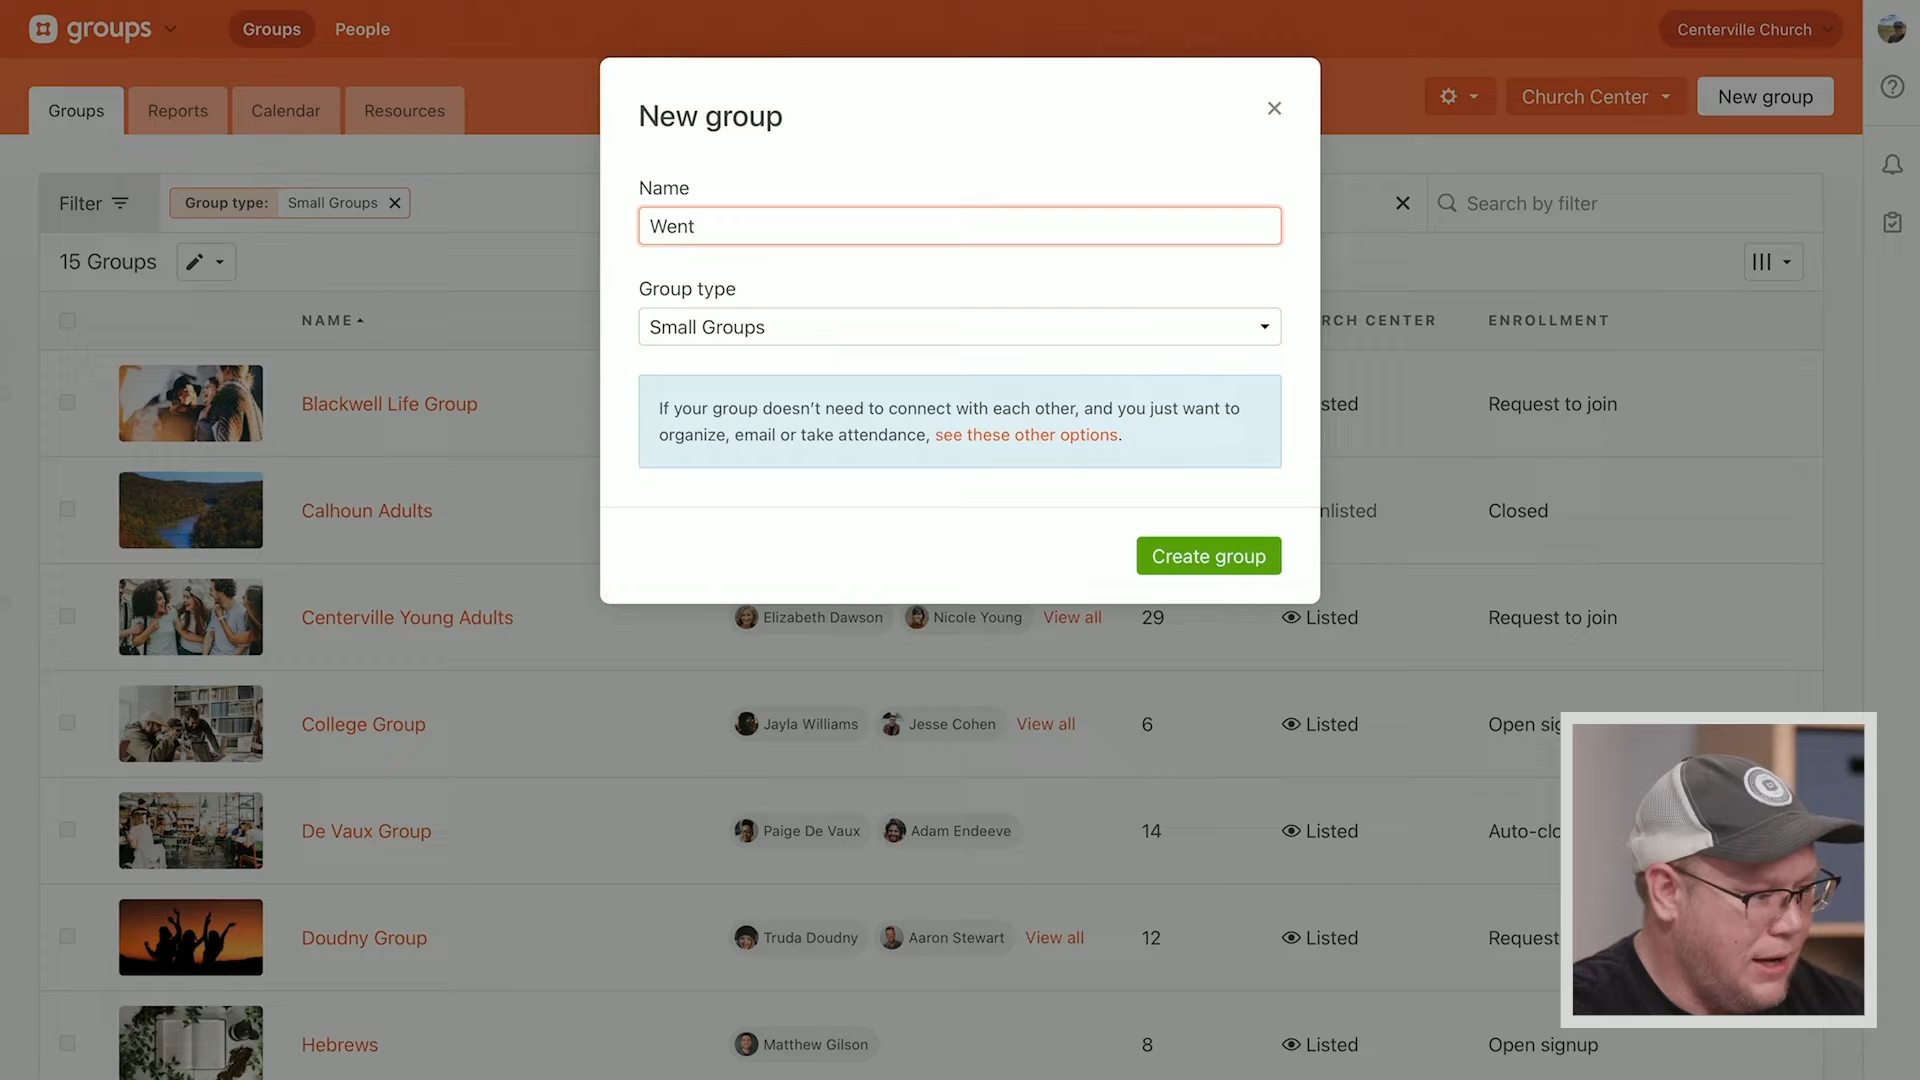 groups
Groups
People
Centerville Church
Groups
Reports
Calendar
Resources
Church Center
New group
Filter
Group type: Small Groups
Search by filter
15 Groups
NAME
RCH CENTER
ENROLLMENT
New group
Name
Went
Group type
Small Groups
If your group doesn’t need to connect with each other, and you just want to
organize, email or take attendance, see these other options.
Create group
Blackwell Life Group
sted
Request to join
Calhoun Adults
nlisted
Closed
Centerville Young Adults
Elizabeth Dawson
Nicole Young
View all
29
Listed
Request to join
College Group
Jayla Williams
Jesse Cohen
View all
6
Listed
Open sig
De Vaux Group
Paige De Vaux
Adam Endeeve
14
Listed
Auto-clo
Doudny Group
Truda Doudny
Aaron Stewart
View all
12
Listed
Request
Hebrews
Matthew Gilson
8
Listed
Open signup